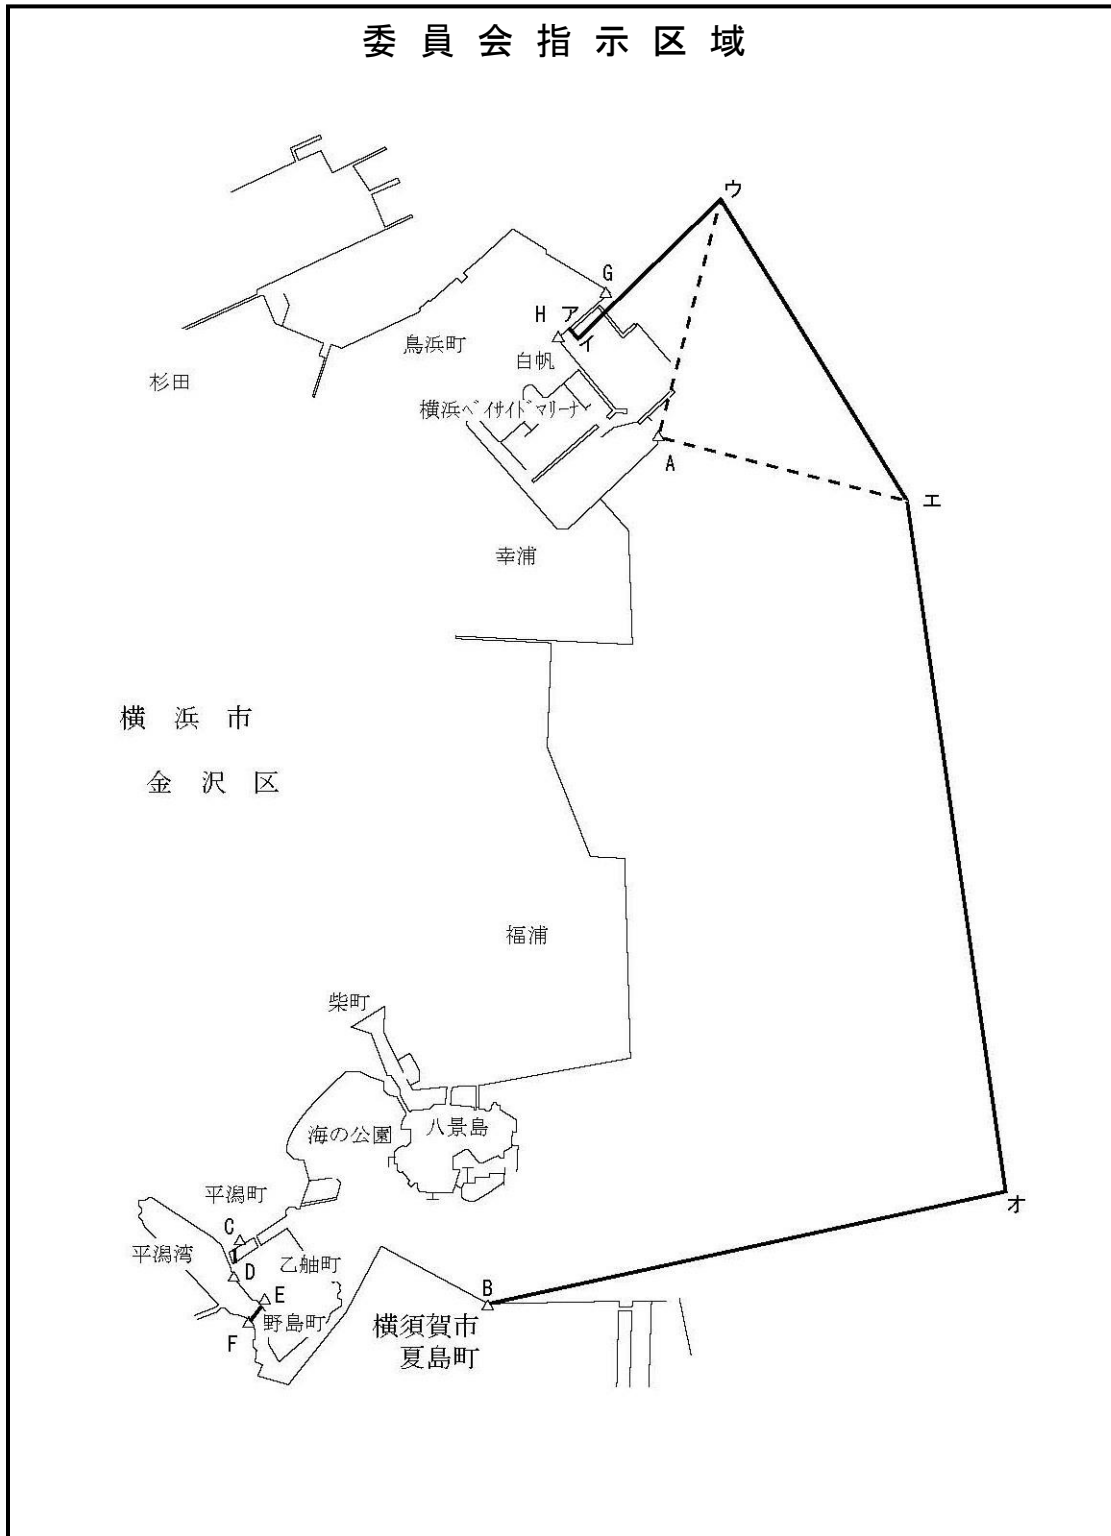 委員会指示区域
ウ
G
H ア
イ
鳥浜町
白帆
杉田
横浜ベイサイドマリーナ
A
エ
幸浦
横浜市
金沢区
福浦
柴町
海の公園
八景島
平潟町
オ
C
平潟湾
乙舳町
D
E
B
野島町
F
横須賀市
夏島町